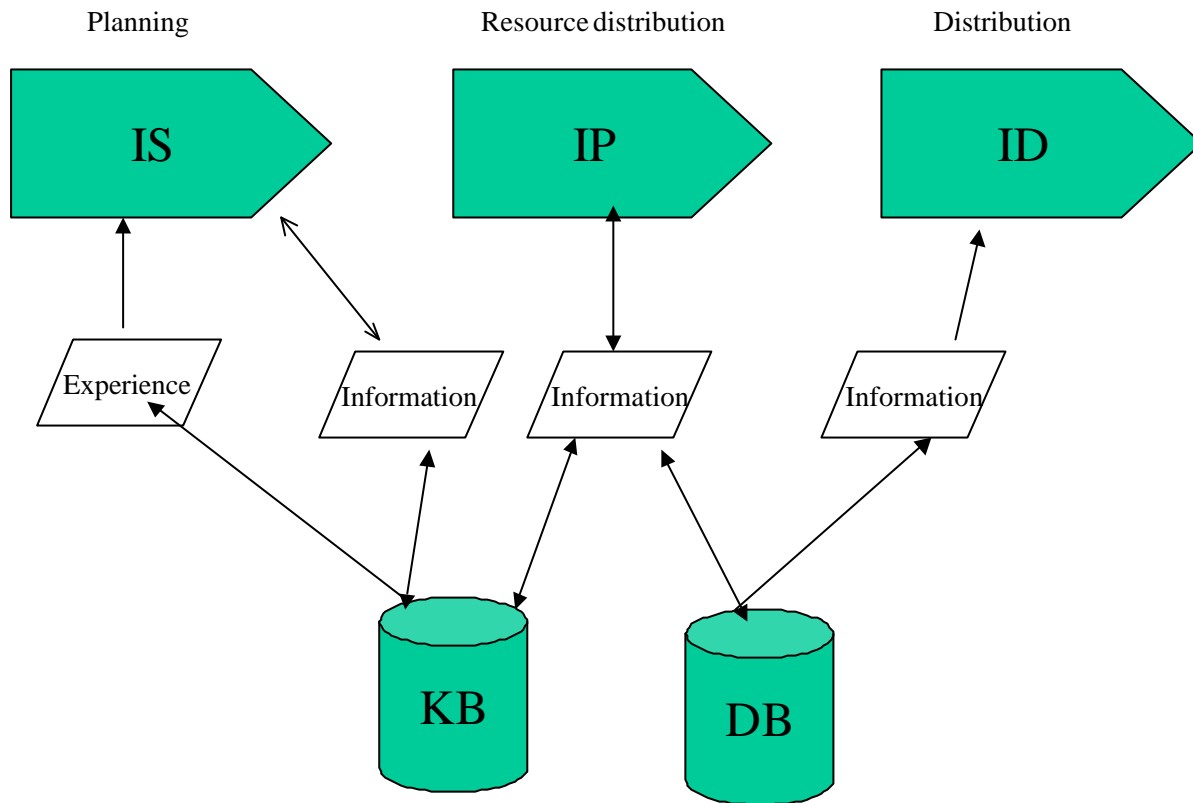 Planning
Resource distribution
Distribution
IS
IP
ID
Experience
Information
Information
Information
KB
DB